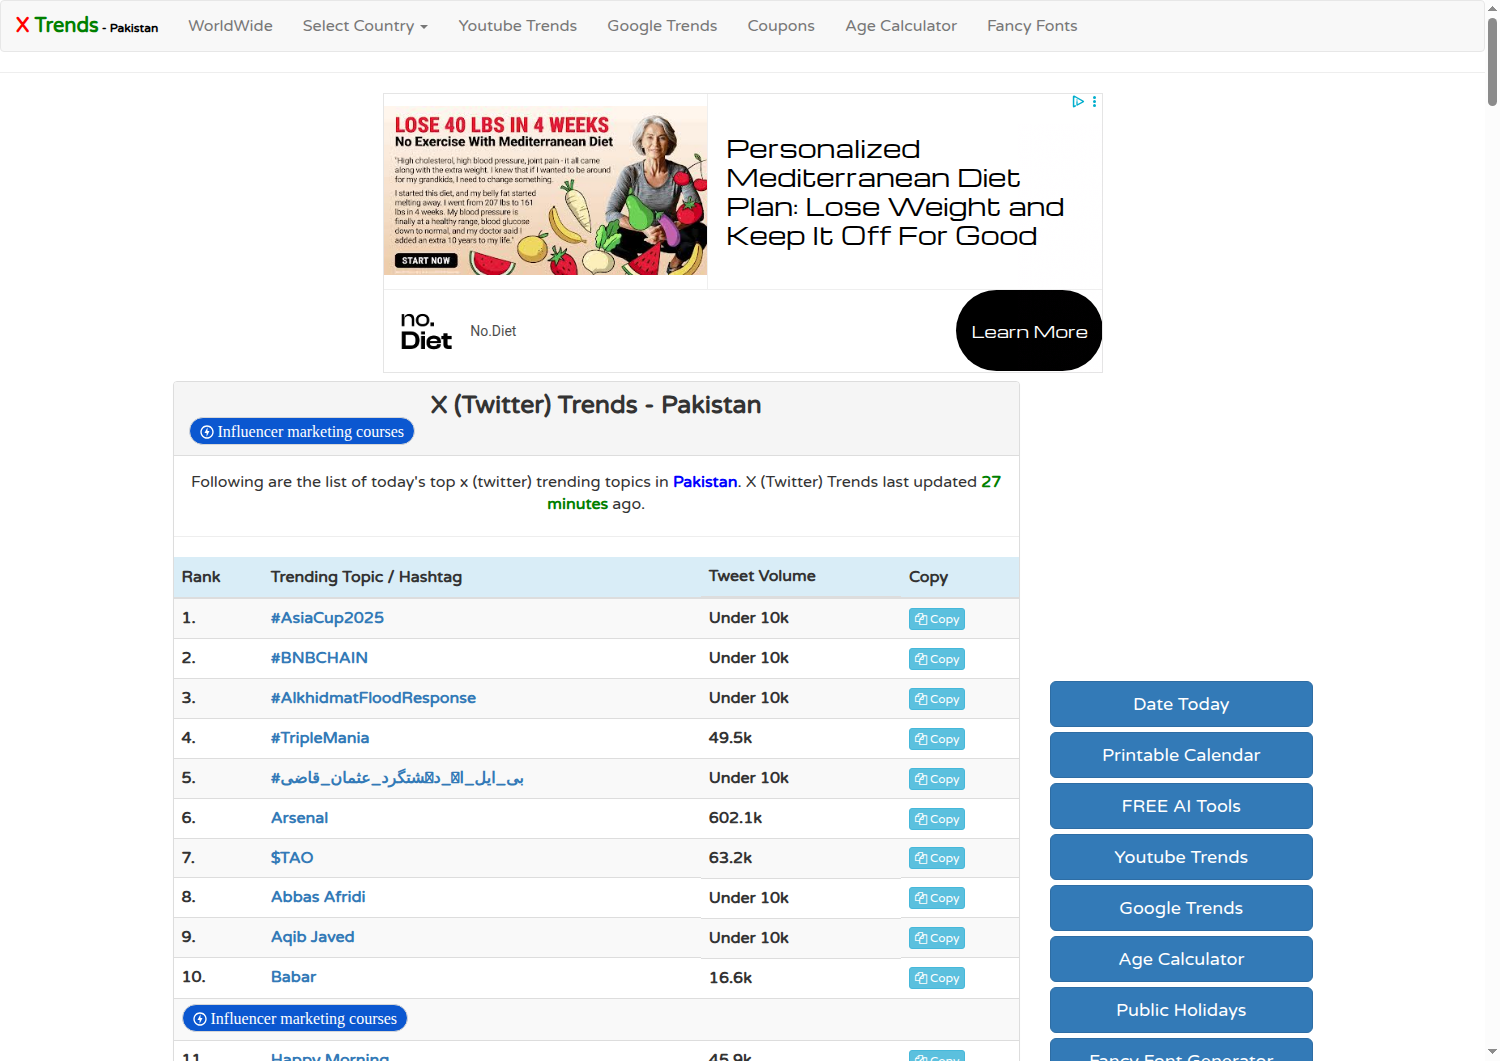 X Trends - Pakistan
WorldWide
Select Country
Youtube Trends
Google Trends
Coupons
Age Calculator
Fancy Fonts
LOSE 40 LBS IN 4 WEEKS
No Exercise With Mediterranean Diet
"High cholesterol, high blood pressure, joint pain - it all came
along with the extra weight. I knew that if I wanted to be around
for my grandkids, I need to change something.
I started this diet, and my belly fat started
melting away. I went from 207 lbs to 161
lbs in 4 weeks. My blood pressure is
finally at a healthy range, blood glucose
down to normal, and my doctor said I
added an extra 10 years to my life."
START NOW
Personalized
Mediterranean Diet
Plan: Lose Weight and
Keep It Off For Good
no.
Diet
No.Diet
Learn More
X (Twitter) Trends - Pakistan
Influencer marketing courses
Following are the list of today's top x (twitter) trending topics in Pakistan. X (Twitter) Trends last updated 27
minutes ago.
Rank Trending Topic / Hashtag Tweet Volume Copy
1. #AsiaCup2025 Under 10k Copy
2. #BNBCHAIN Under 10k Copy
3. #AlkhidmatFloodResponse Under 10k Copy
4. #TripleMania 49.5k Copy
5. #بی_ایل_ا_دشتگرد_عثمان_قاضی Under 10k Copy
6. Arsenal 602.1k Copy
7. $TAO 63.2k Copy
8. Abbas Afridi Under 10k Copy
9. Aqib Javed Under 10k Copy
10. Babar 16.6k Copy
Influencer marketing courses
11. Happy Morning 45.9k Copy
Date Today
Printable Calendar
FREE AI Tools
Youtube Trends
Google Trends
Age Calculator
Public Holidays
Fancy Font Generator